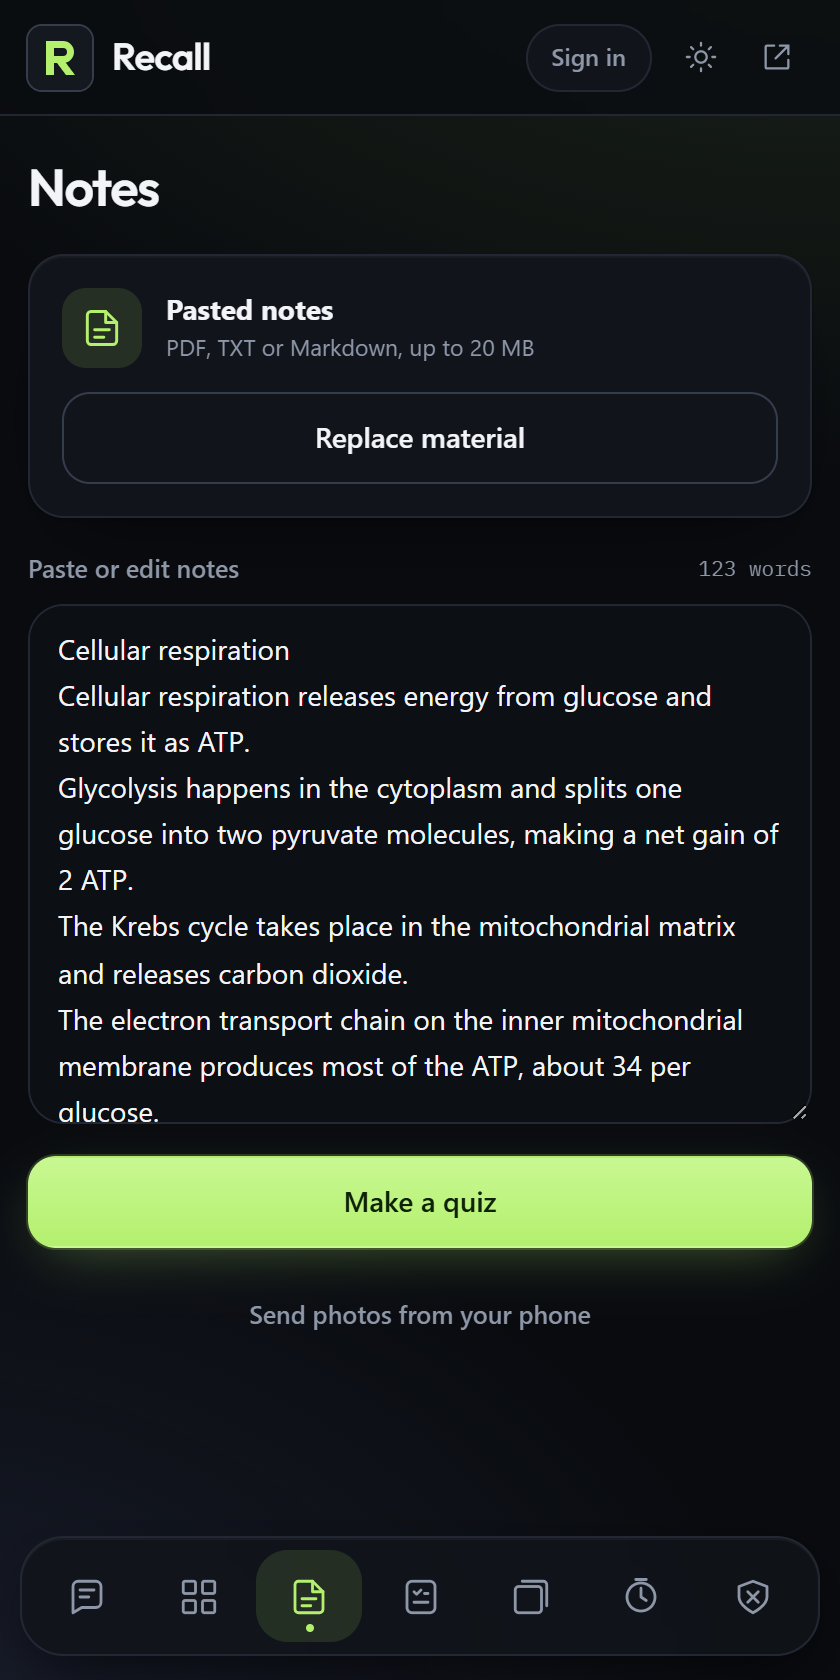 R Recall
Sign in
Notes
Pasted notes
PDF, TXT or Markdown, up to 20 MB
Replace material
Paste or edit notes
123 words
Cellular respiration
Cellular respiration releases energy from glucose and
stores it as ATP.
Glycolysis happens in the cytoplasm and splits one
glucose into two pyruvate molecules, making a net gain of
2 ATP.
The Krebs cycle takes place in the mitochondrial matrix
and releases carbon dioxide.
The electron transport chain on the inner mitochondrial
membrane produces most of the ATP, about 34 per
glucose.
Make a quiz
Send photos from your phone